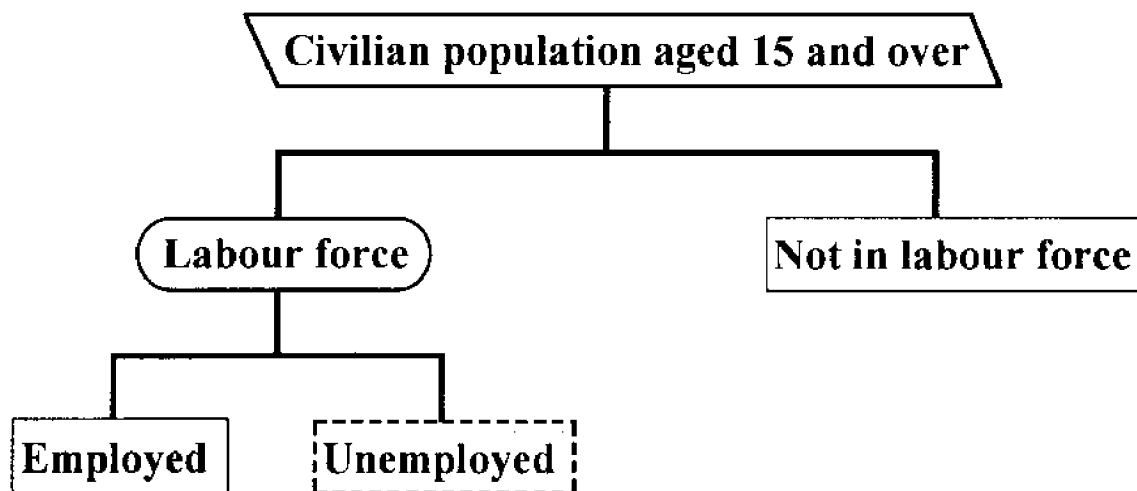 Civilian population aged 15 and over
Labour force
Not in labour force
Employed
Unemployed